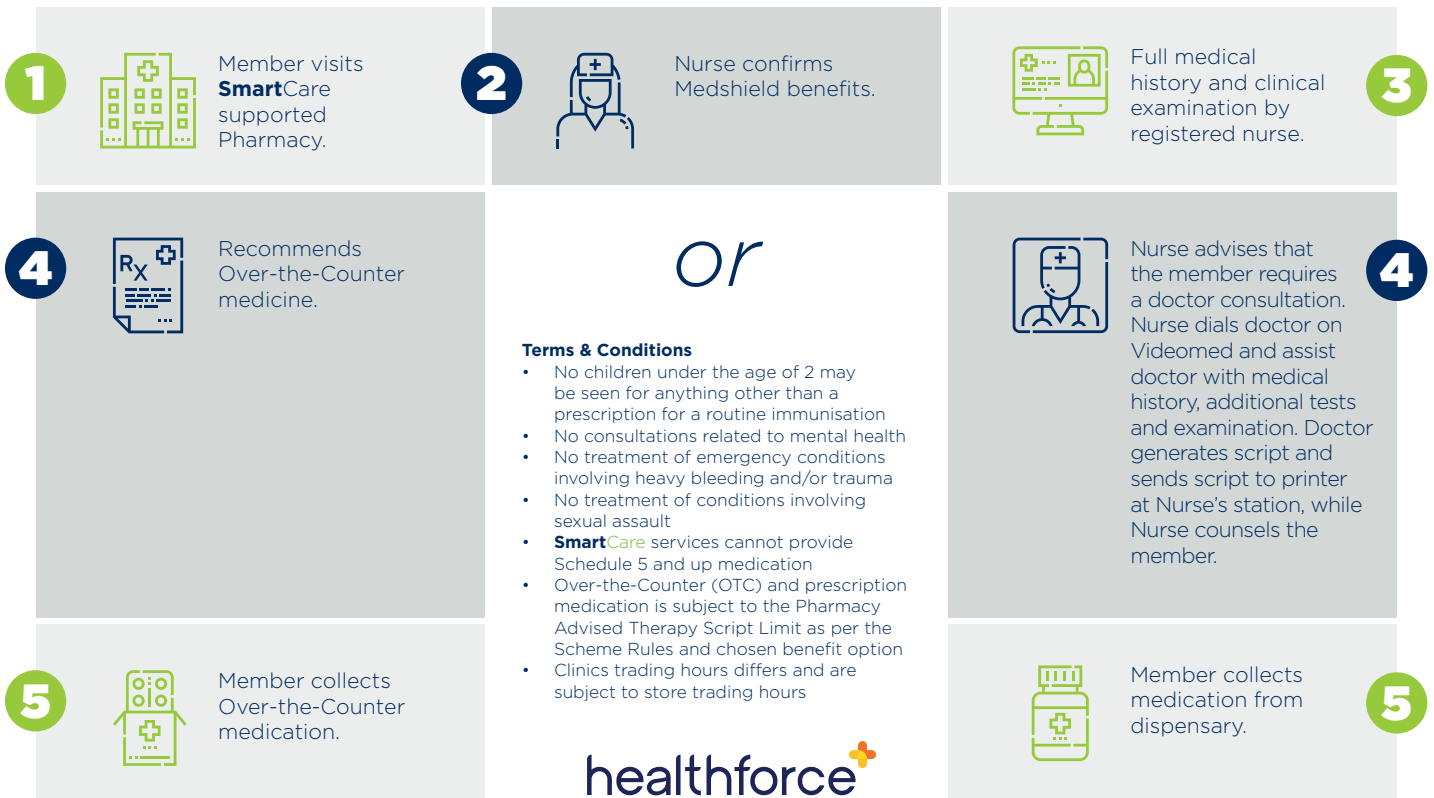 1
Member visits
SmartCare
supported
Pharmacy.
2
Nurse confirms
Medshield benefits.
3
Full medical
history and clinical
examination by
registered nurse.
4
Recommends
Over-the-Counter
medicine.
or
4
Nurse advises that
the member requires
a doctor consultation.
Nurse dials doctor on
Videomed and assist
doctor with medical
history, additional tests
and examination. Doctor
generates script and
sends script to printer
at Nurse's station, while
Nurse counsels the
member.
Rx
Terms & Conditions
• No children under the age of 2 may
be seen for anything other than a
prescription for a routine immunisation
• No consultations related to mental health
• No treatment of emergency conditions
involving heavy bleeding and/or trauma
• No treatment of conditions involving
sexual assault
• SmartCare services cannot provide
Schedule 5 and up medication
• Over-the-Counter (OTC) and prescription
medication is subject to the Pharmacy
Advised Therapy Script Limit as per the
Scheme Rules and chosen benefit option
• Clinics trading hours differs and are
subject to store trading hours
5
Member collects
Over-the-Counter
medication.
5
Member collects
medication from
dispensary.
healthforce